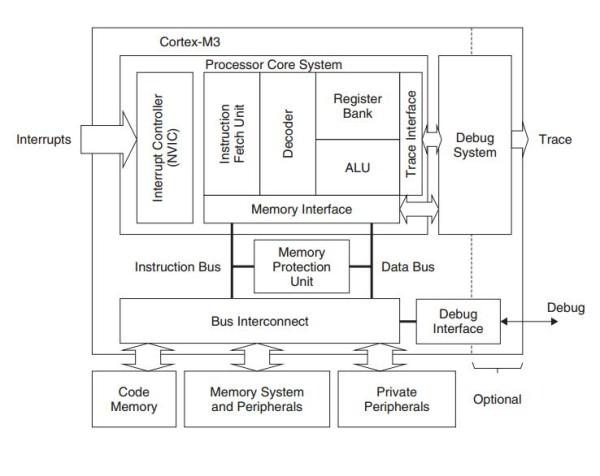 Cortex-M3
Processor Core System
Interrupts
Interrupt Controller
(NVIC)
Instruction
Fetch Unit
Decoder
Register
Bank
ALU
Trace Interface
Debug
System
Trace
Memory Interface
Instruction Bus
Memory
Protection
Unit
Data Bus
Bus Interconnect
Debug
Interface
Debug
Code
Memory
Memory System
and Peripherals
Private
Peripherals
Optional